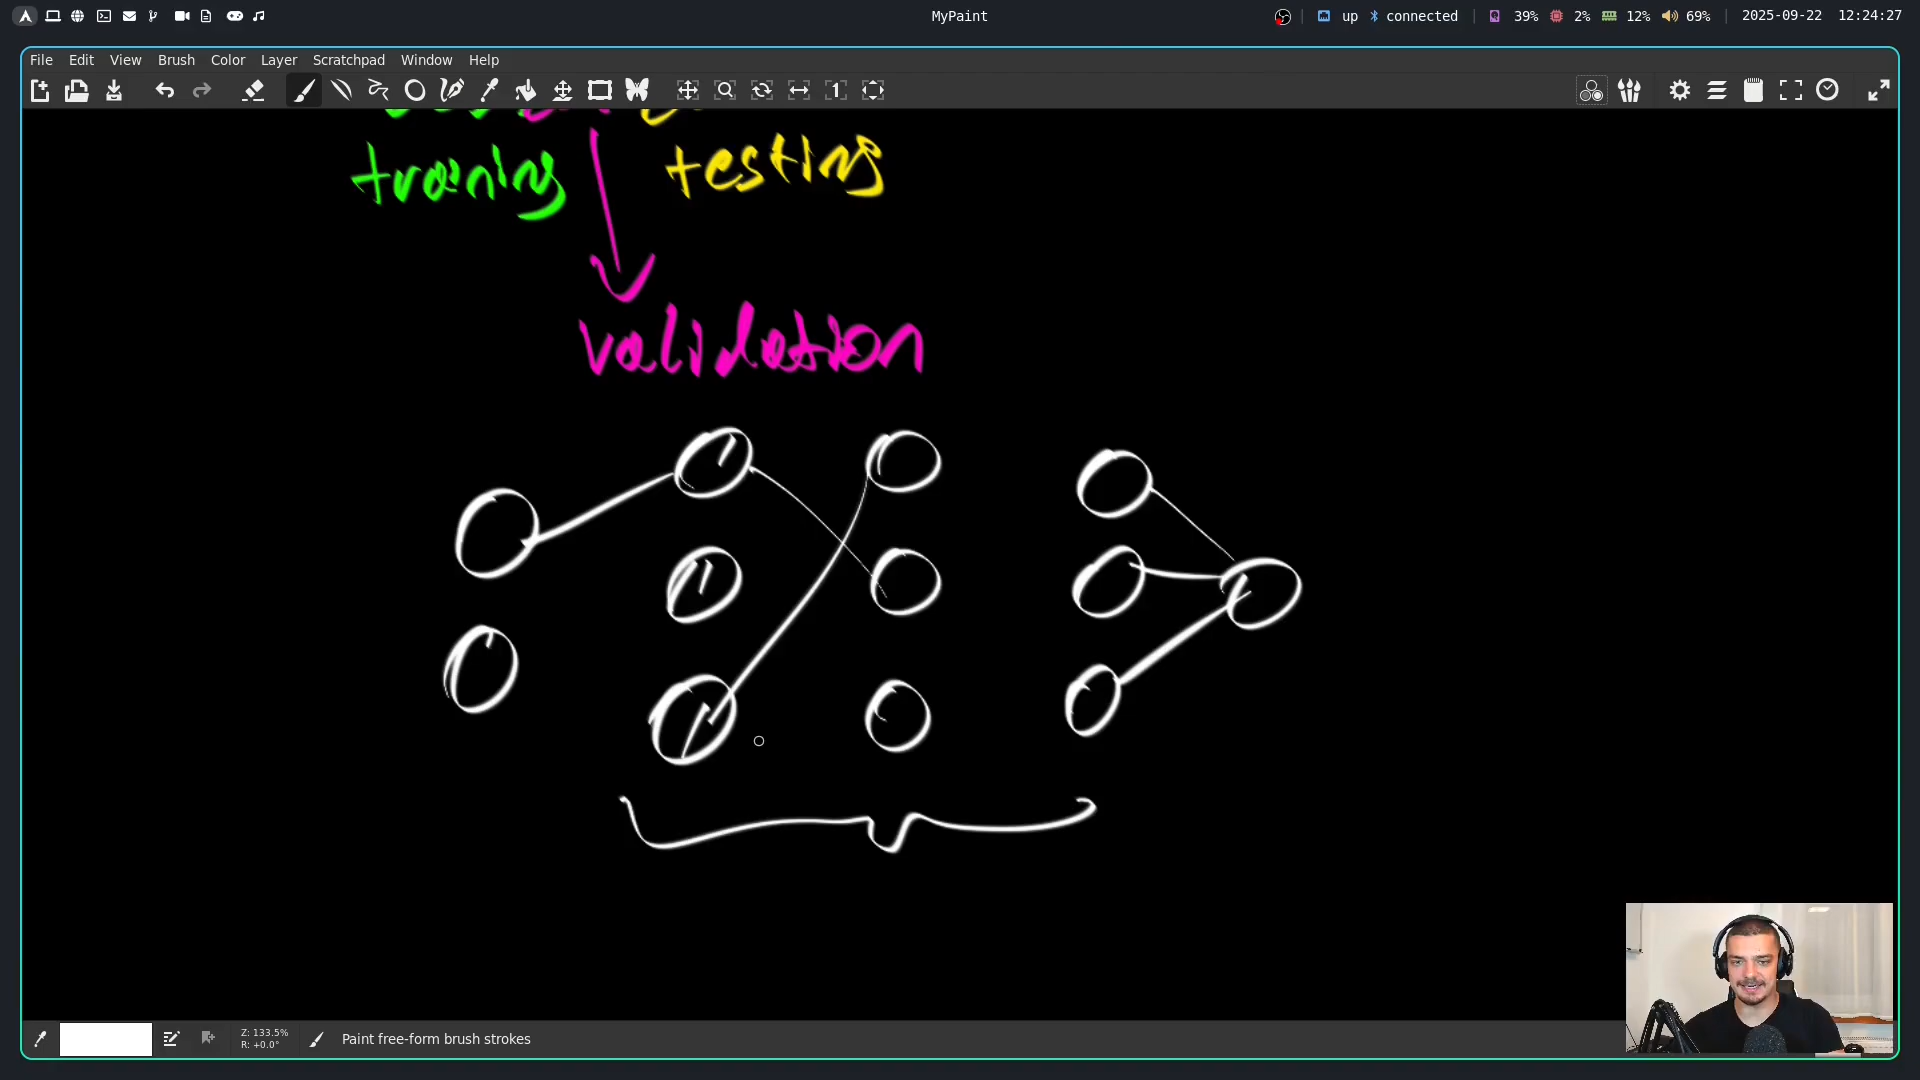 MyPaint
up connected 39% 2% 12% 69% 2025-09-22 12:24:27
File Edit View Brush Color Layer Scratchpad Window Help
training testing
validation
Z: 133.5%
R: +0.0°
Paint free-form brush strokes